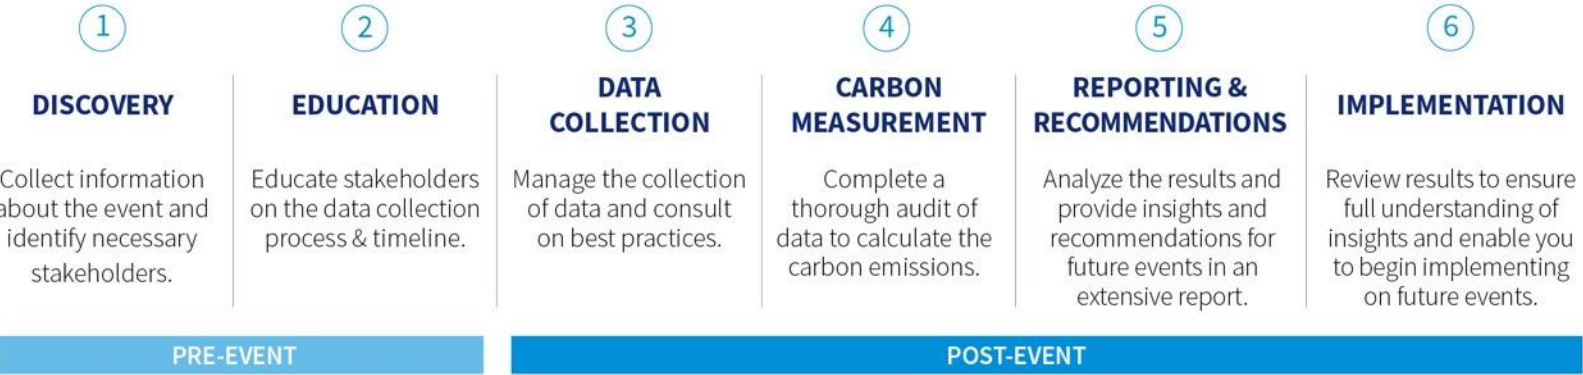 1
DISCOVERY
Collect information
about the event and
identify necessary
stakeholders.
2
EDUCATION
Educate stakeholders
on the data collection
process & timeline.
3
DATA
COLLECTION
Manage the collection
of data and consult
on best practices.
4
CARBON
MEASUREMENT
Complete a
thorough audit of
data to calculate the
carbon emissions.
5
REPORTING &
RECOMMENDATIONS
Analyze the results and
provide insights and
recommendations for
future events in an
extensive report.
6
IMPLEMENTATION
Review results to ensure
full understanding of
insights and enable you
to begin implementing
on future events.
PRE-EVENT
POST-EVENT